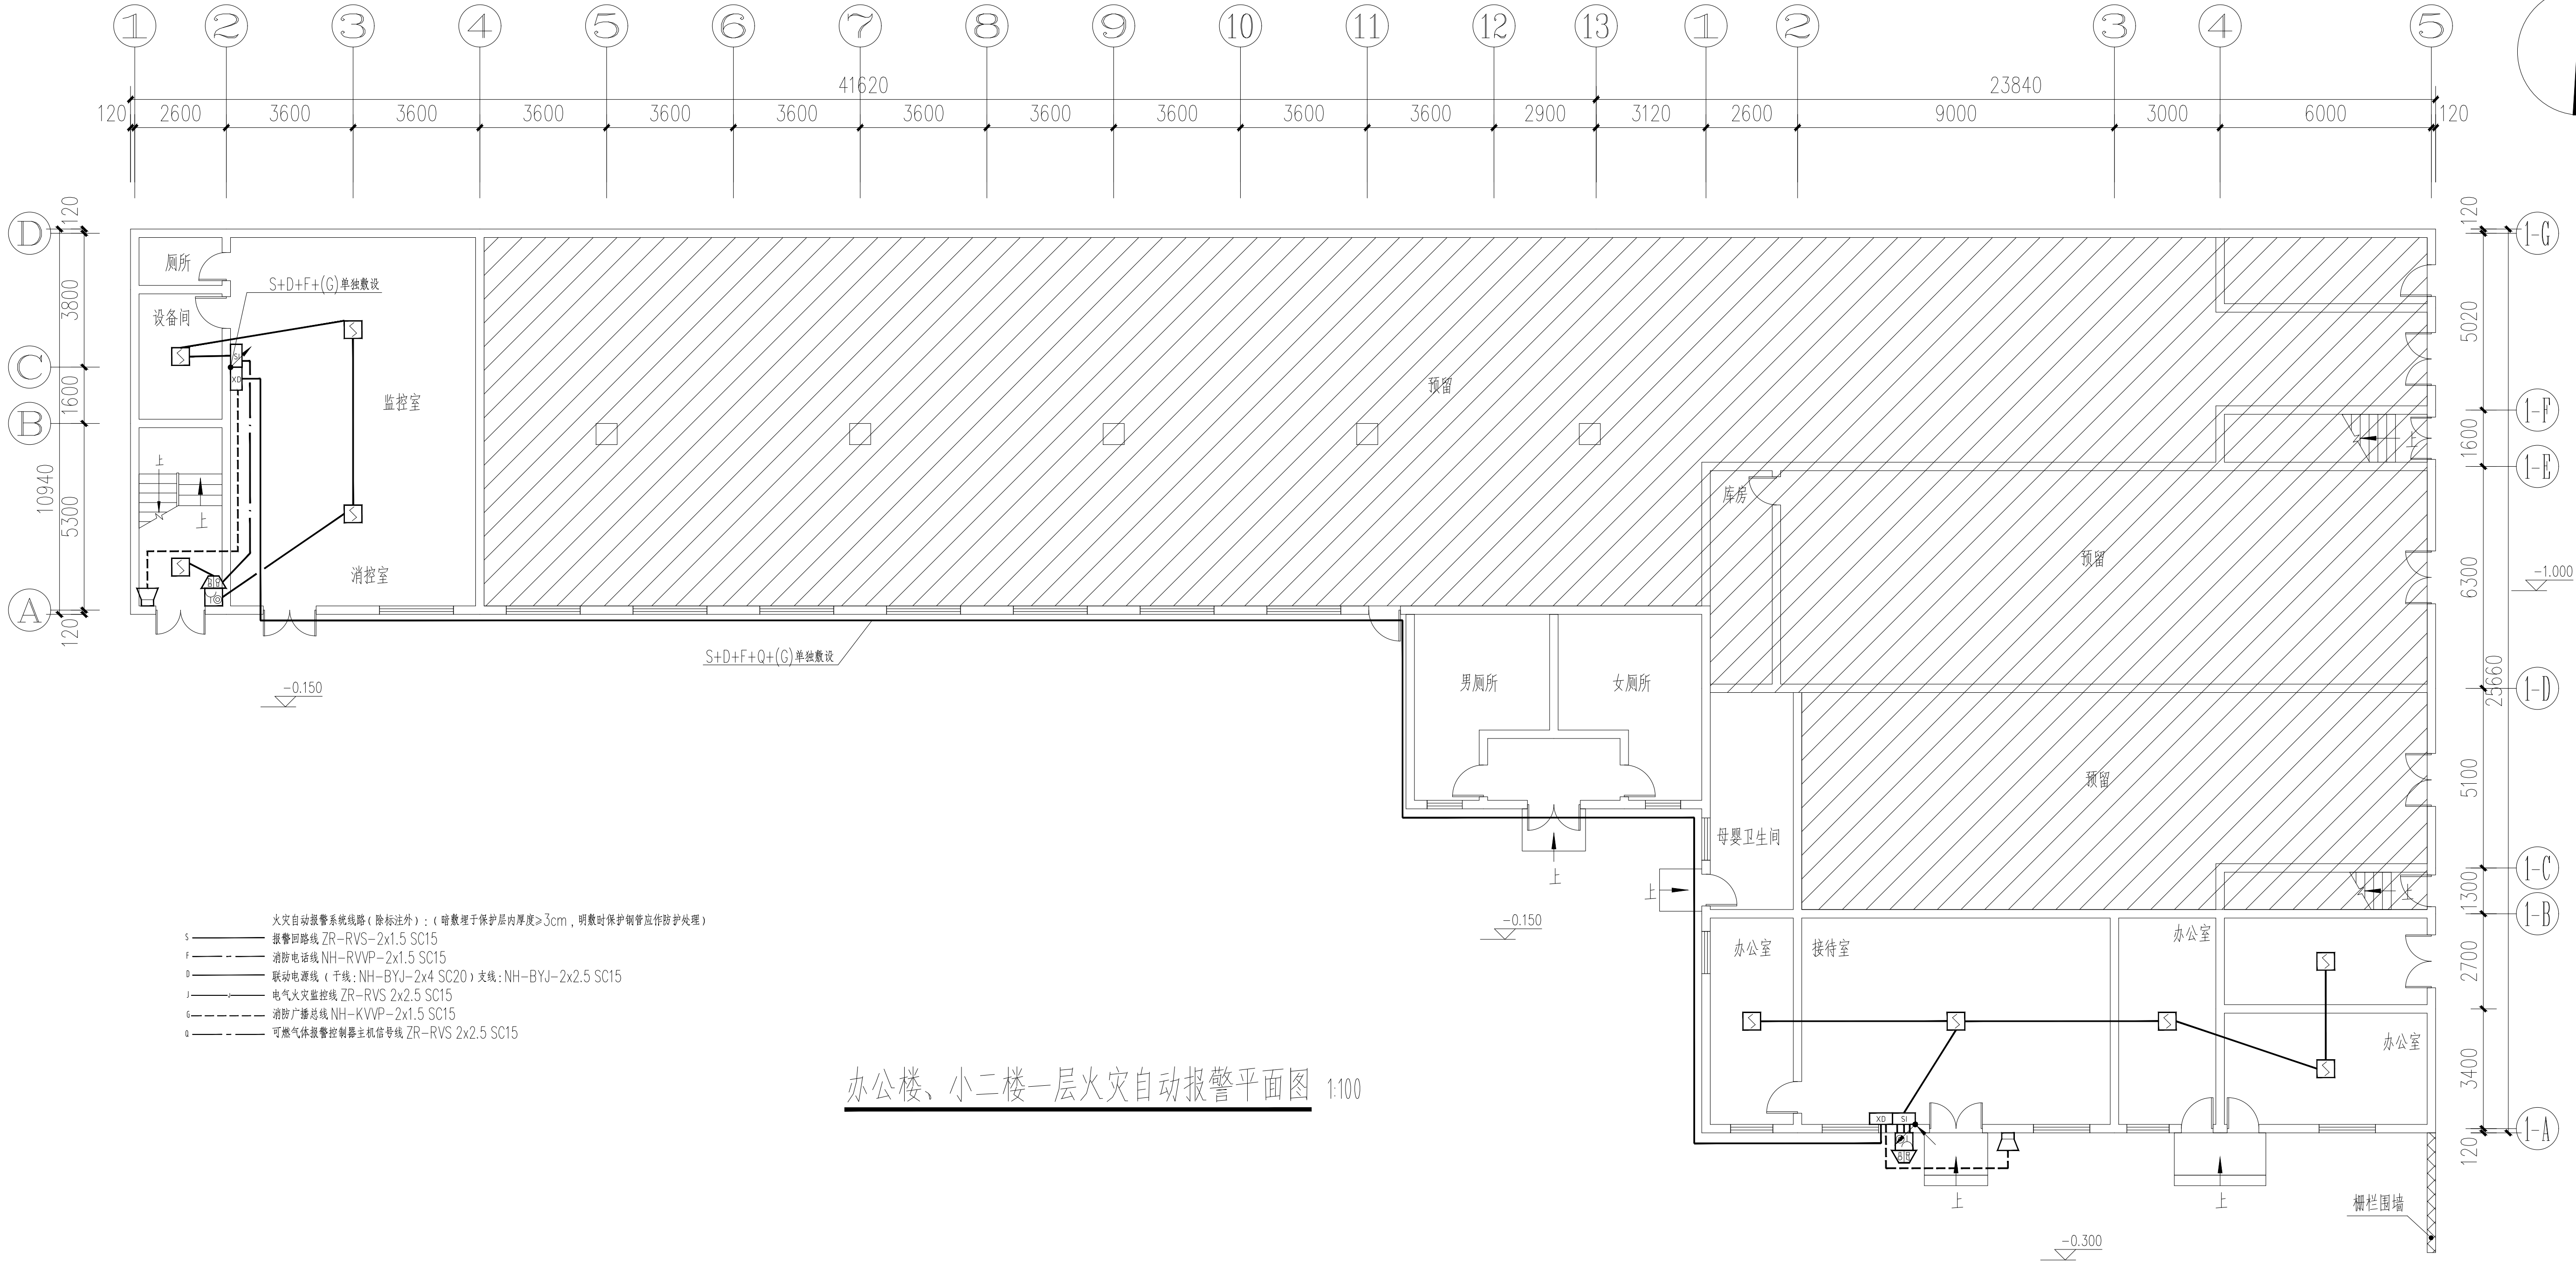 1 2 3 4 5 6 7 8 9 10 11 12 13 1 2 3 4 5
41620 23840
120 2600 3600 3600 3600 3600 3600 3600 3600 3600 3600 3600 2900 3120 2600 9000 3000 6000 120
D
C
B
A
120
3800
1600
5300
120
10940
1-G
1-F
1-E
1-D
1-C
1-B
1-A
120
5020
1600
6300
5100
1300
2700
3400
120
25660
厕所
S+D+F+(G)单独敷设
设备间
SI
XD
监控室
预留
上
上
上
库房
预留
消控室
-1.000
S+D+F+Q+(G)单独敷设
-0.150
男厕所
女厕所
预留
母婴卫生间
上
上
上
-0.150
办公室
接待室
办公室
办公室
XD SI
上
上
栅栏围墙
-0.300
火灾自动报警系统线路(除标注外):(暗敷埋于保护层内厚度≥3cm,明敷时保护钢管应作防护处理)
S 报警回路线 ZR-RVS-2x1.5 SC15
F 消防电话线 NH-RVVP-2x1.5 SC15
D 联动电源线(干线:NH-BYJ-2x4 SC20)支线:NH-BYJ-2x2.5 SC15
J 电气火灾监控线 ZR-RVS 2x2.5 SC15
G 消防广播总线 NH-KVVP-2x1.5 SC15
Q 可燃气体报警控制器主机信号线 ZR-RVS 2x2.5 SC15
办公楼、小二楼一层火灾自动报警平面图 1:100